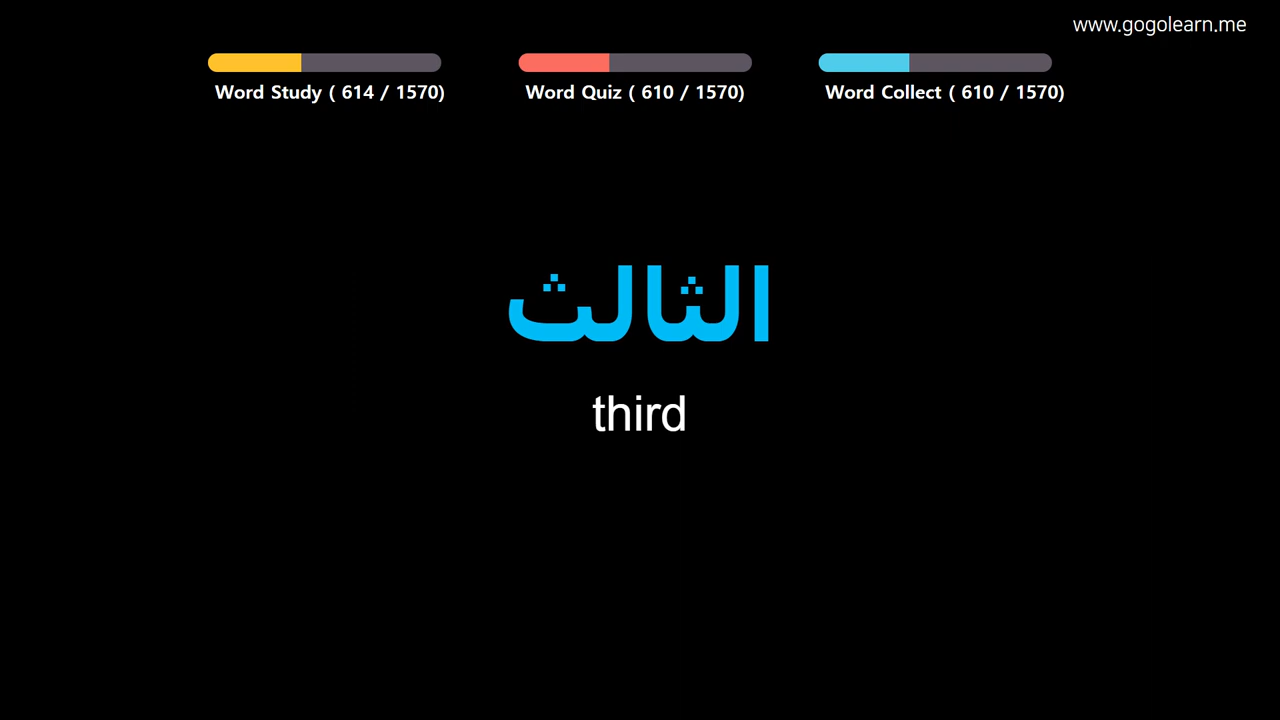 www.gogolearn.me
Word Study ( 614 / 1570)
Word Quiz ( 610 / 1570)
Word Collect ( 610 / 1570)
الثالث
third